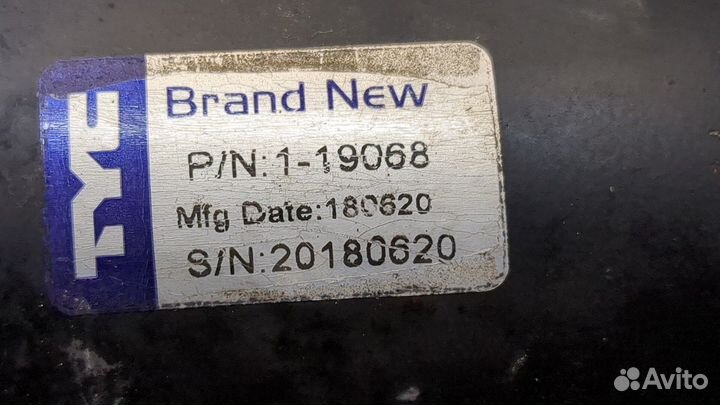 TYC
Brand New
P/N:1-19068
Mfg Date:180620
S/N:20180620
Avito